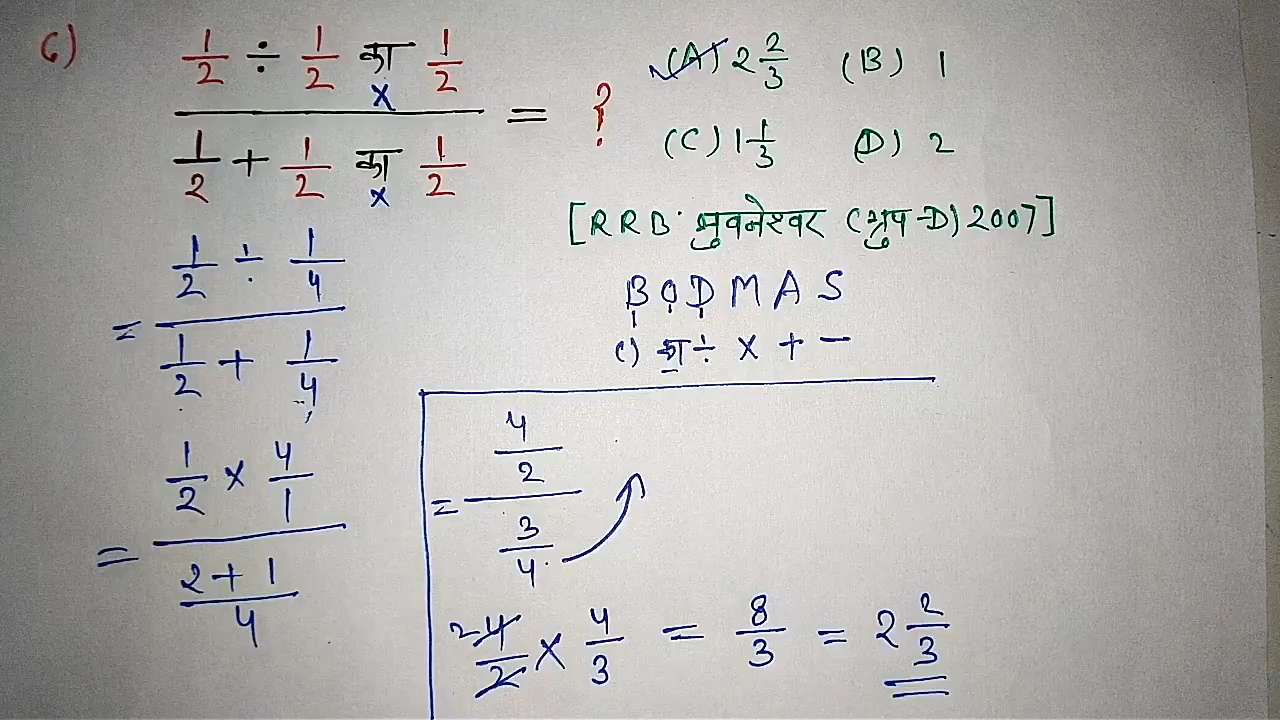 6) 1/2 ÷ 1/2 का 1/2 (A) 2 2/3 (B) 1
x
= ?
1/2 + 1/2 का 1/2 (C) 1 1/3 (D) 2
x
[RRB भुवनेश्वर (ग्रुप-D) 2007]
1/2 ÷ 1/4
=
1/2 + 1/4
B O D M A S
() का ÷ x + -
1/2 x 4/1
=
2+1/4
4/2
=
3/4
2 4/2 x 4/3 = 8/3 = 2 2/3